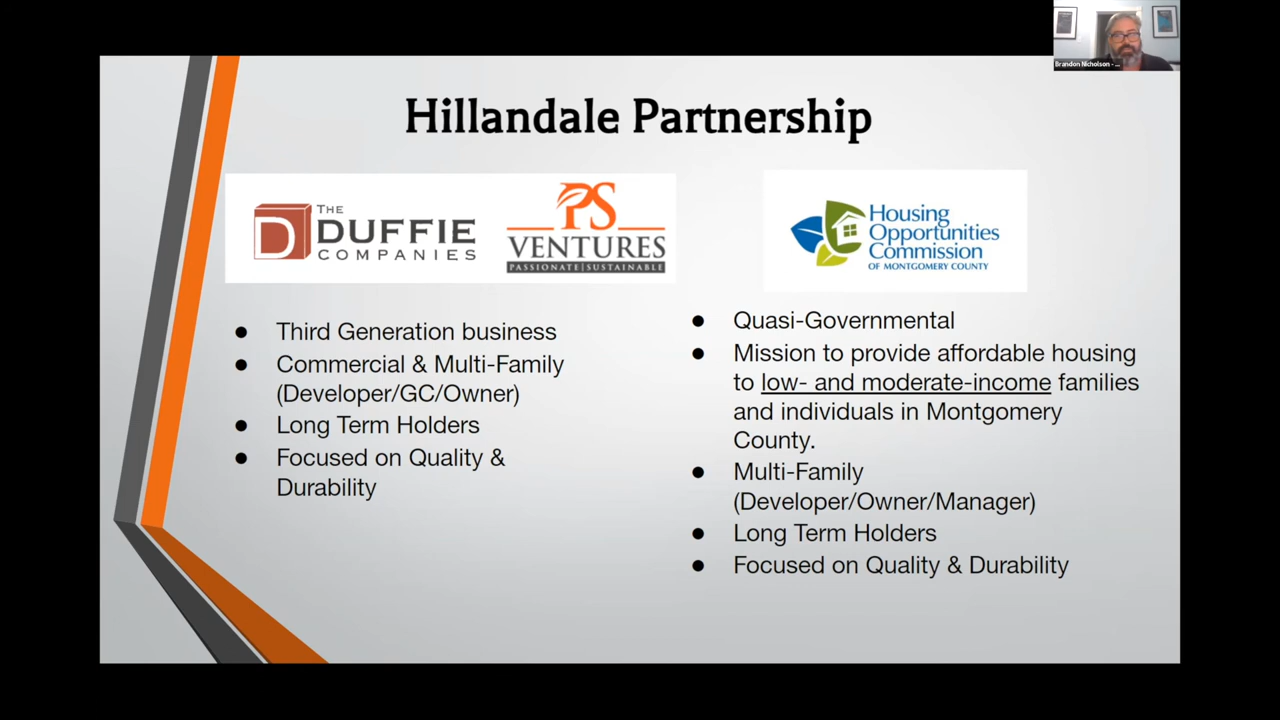 Brandon Nicholson - ...
Hillandale Partnership
THE
DUFFIE
COMPANIES
PS
VENTURES
PASSIONATE | SUSTAINABLE
Housing
Opportunities
Commission
OF MONTGOMERY COUNTY
● Third Generation business
● Commercial & Multi-Family
(Developer/GC/Owner)
● Long Term Holders
● Focused on Quality &
Durability
● Quasi-Governmental
● Mission to provide affordable housing
to low- and moderate-income families
and individuals in Montgomery
County.
● Multi-Family
(Developer/Owner/Manager)
● Long Term Holders
● Focused on Quality & Durability